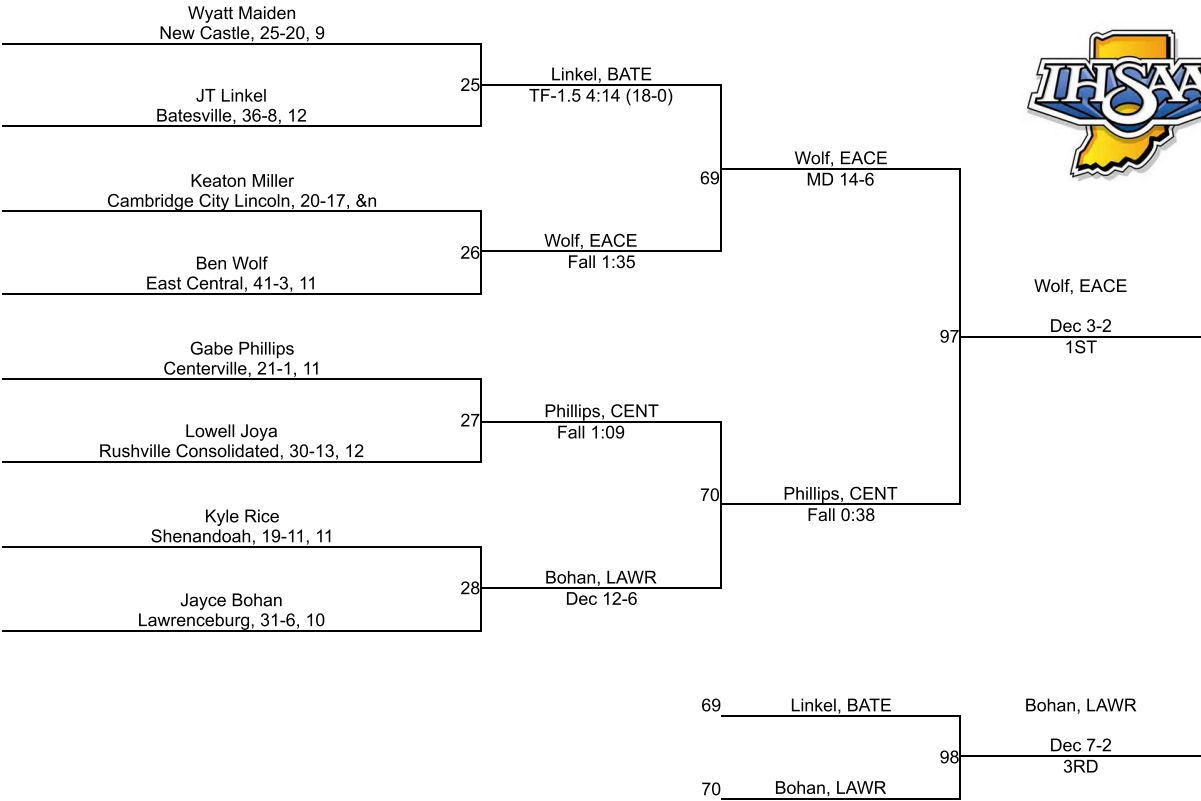 Wyatt Maiden
New Castle, 25-20, 9
25
JT Linkel
Batesville, 36-8, 12
Linkel, BATE
TF-1.5 4:14 (18-0)
IHSAA
Keaton Miller
Cambridge City Lincoln, 20-17, &n
26
Ben Wolf
East Central, 41-3, 11
Wolf, EACE
Fall 1:35
69
Wolf, EACE
MD 14-6
Gabe Phillips
Centerville, 21-1, 11
27
Lowell Joya
Rushville Consolidated, 30-13, 12
Phillips, CENT
Fall 1:09
Kyle Rice
Shenandoah, 19-11, 11
28
Jayce Bohan
Lawrenceburg, 31-6, 10
Bohan, LAWR
Dec 12-6
70
Phillips, CENT
Fall 0:38
97
Wolf, EACE
Dec 3-2
1ST
69
Linkel, BATE
70
Bohan, LAWR
98
Bohan, LAWR
Dec 7-2
3RD